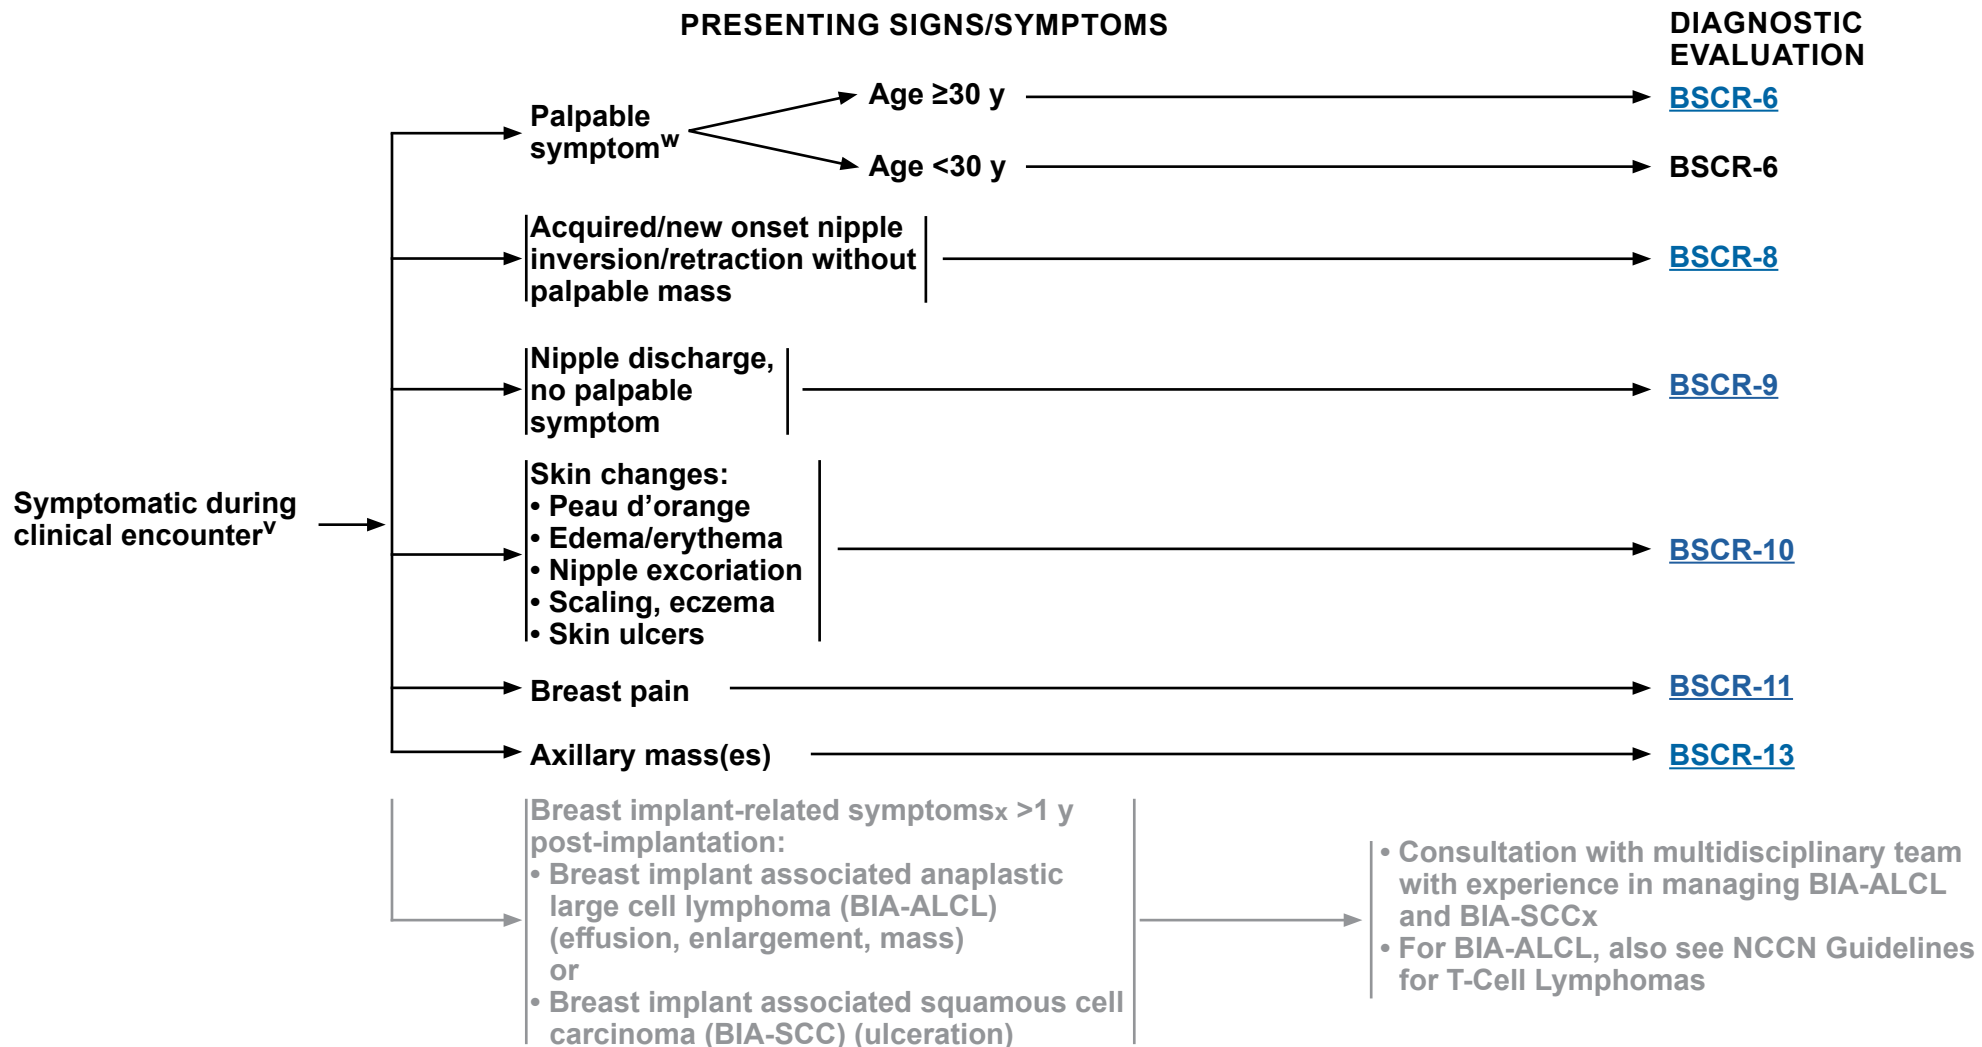 PRESENTING SIGNS/SYMPTOMS
DIAGNOSTIC
EVALUATION
Symptomatic during
clinical encounterv
Palpable
symptomw
Age ≥30 y
BSCR-6
Age <30 y
BSCR-6
Acquired/new onset nipple
inversion/retraction without
palpable mass
BSCR-8
Nipple discharge,
no palpable
symptom
BSCR-9
Skin changes:
• Peau d’orange
• Edema/erythema
• Nipple excoriation
• Scaling, eczema
• Skin ulcers
BSCR-10
Breast pain
BSCR-11
Axillary mass(es)
BSCR-13
Breast implant-related symptomsx >1 y
post-implantation:
• Breast implant associated anaplastic
large cell lymphoma (BIA-ALCL)
(effusion, enlargement, mass)
or
• Breast implant associated squamous cell
carcinoma (BIA-SCC) (ulceration)
• Consultation with multidisciplinary team
with experience in managing BIA-ALCL
and BIA-SCCx
• For BIA-ALCL, also see NCCN Guidelines
for T-Cell Lymphomas